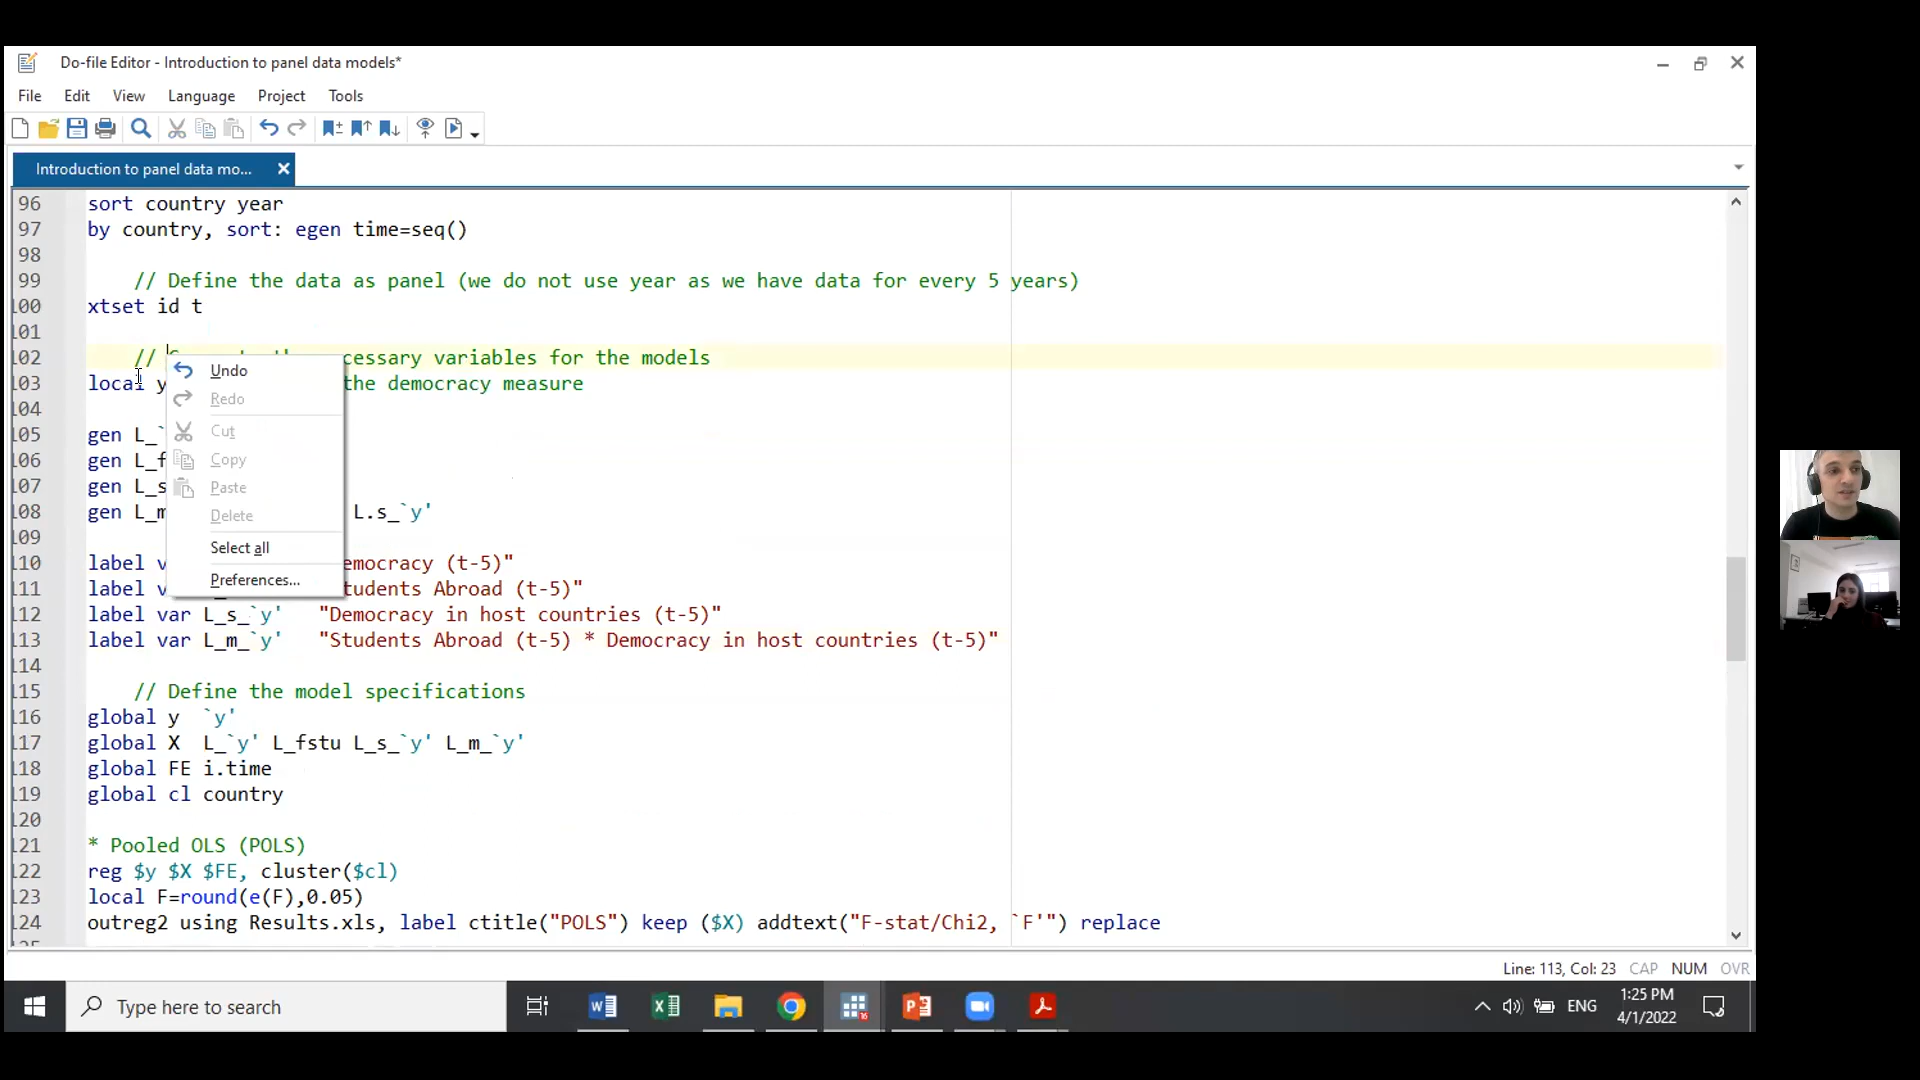 Do-file Editor - Introduction to panel data models*
File Edit View Language Project Tools
Introduction to panel data mo...
96 sort country year
97 by country, sort: egen time=seq()
98
99 // Define the data as panel (we do not use year as we have data for every 5 years)
100 xtset id t
101
102 // cessary variables for the models
103 local y the democracy measure
104
105 gen L_`
106 gen L_f
107 gen L_s
108 gen L_m L.s_`y'
109
110 label v emocracy (t-5)"
111 label v tudents Abroad (t-5)"
112 label var L_s_`y' "Democracy in host countries (t-5)"
113 label var L_m_`y' "Students Abroad (t-5) * Democracy in host countries (t-5)"
114
115 // Define the model specifications
116 global y `y'
117 global X L_`y' L_fstu L_s_`y' L_m_`y'
118 global FE i.time
119 global cl country
120
121 * Pooled OLS (POLS)
122 reg $y $X $FE, cluster($cl)
123 local F=round(e(F),0.05)
124 outreg2 using Results.xls, label ctitle("POLS") keep ($X) addtext("F-stat/Chi2, `F'") replace
Undo
Redo
Cut
Copy
Paste
Delete
Select all
Preferences...
Line: 113, Col: 23 CAP NUM OVR
Type here to search
ENG
1:25 PM
4/1/2022